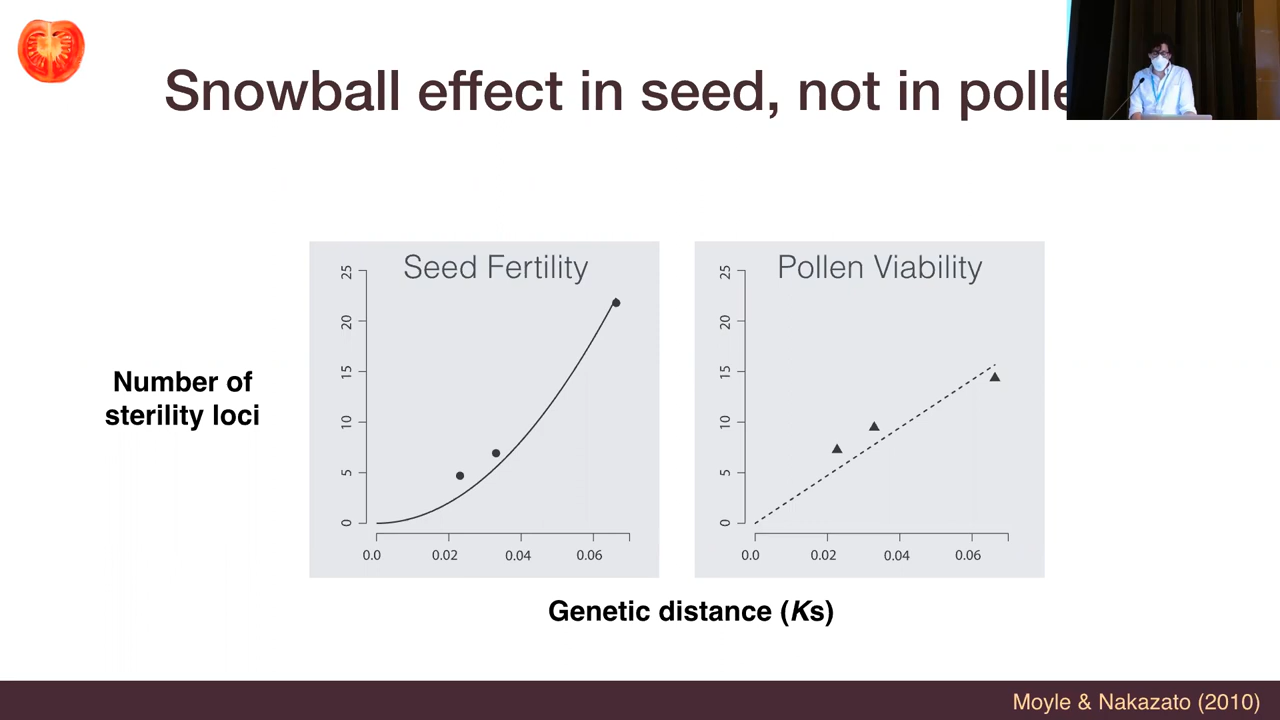 Snowball effect in seed, not in polle
Seed Fertility
Pollen Viability
25
20
15
10
5
0
0.0 0.02 0.04 0.06
25
20
15
10
5
0
0.0 0.02 0.04 0.06
Number of
sterility loci
Genetic distance (Ks)
Moyle & Nakazato (2010)